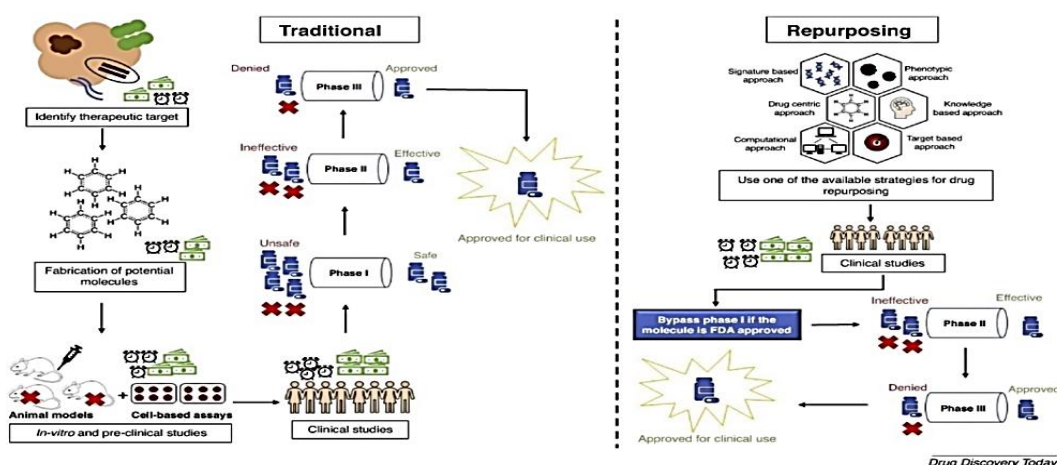 Traditional
Identify therapeutic target
Fabrication of potential
molecules
Animal models
+
Cell-based assays
In-vitro and pre-clinical studies
Clinical studies
Unsafe
Phase I
Safe
Ineffective
Phase II
Effective
Denied
Phase III
Approved
Approved for clinical use
Repurposing
Signature based
approach
Phenotypic
approach
Drug centric
approach
Knowledge
based approach
Computational
approach
Target based
approach
Use one of the available strategies for drug
repurposing
Clinical studies
Bypass phase I if the
molecule is FDA approved
Ineffective
Phase II
Effective
Denied
Phase III
Approved
Approved for clinical use
Drug Discovery Today